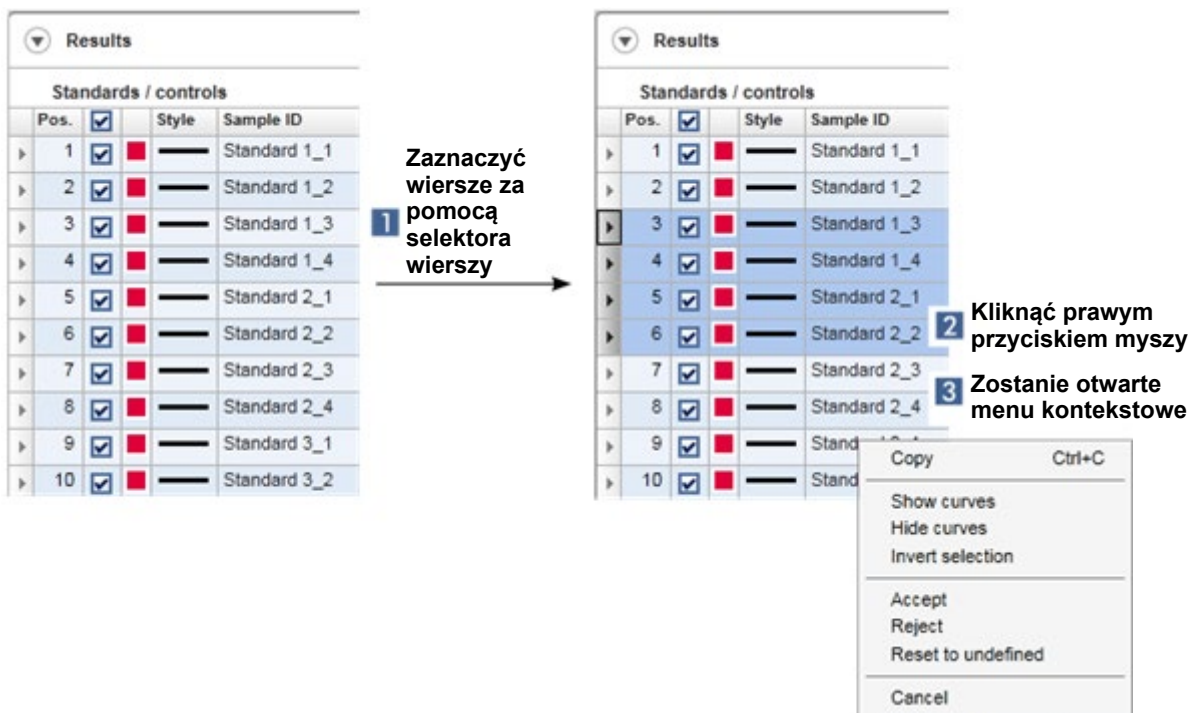 Results
Standards / controls
Pos. Style Sample ID
1 Standard 1_1
2 Standard 1_2
3 Standard 1_3
4 Standard 1_4
5 Standard 2_1
6 Standard 2_2
7 Standard 2_3
8 Standard 2_4
9 Standard 3_1
10 Standard 3_2
1 Zaznaczyć
wiersze za
pomocą
selektora
wierszy
Results
Standards / controls
Pos. Style Sample ID
1 Standard 1_1
2 Standard 1_2
3 Standard 1_3
4 Standard 1_4
5 Standard 2_1
6 Standard 2_2
7 Standard 2_3
8 Standard 2_4
9 Stand
10 Stand
2 Kliknąć prawym
przyciskiem myszy
3 Zostanie otwarte
menu kontekstowe
Copy Ctrl+C
Show curves
Hide curves
Invert selection
Accept
Reject
Reset to undefined
Cancel